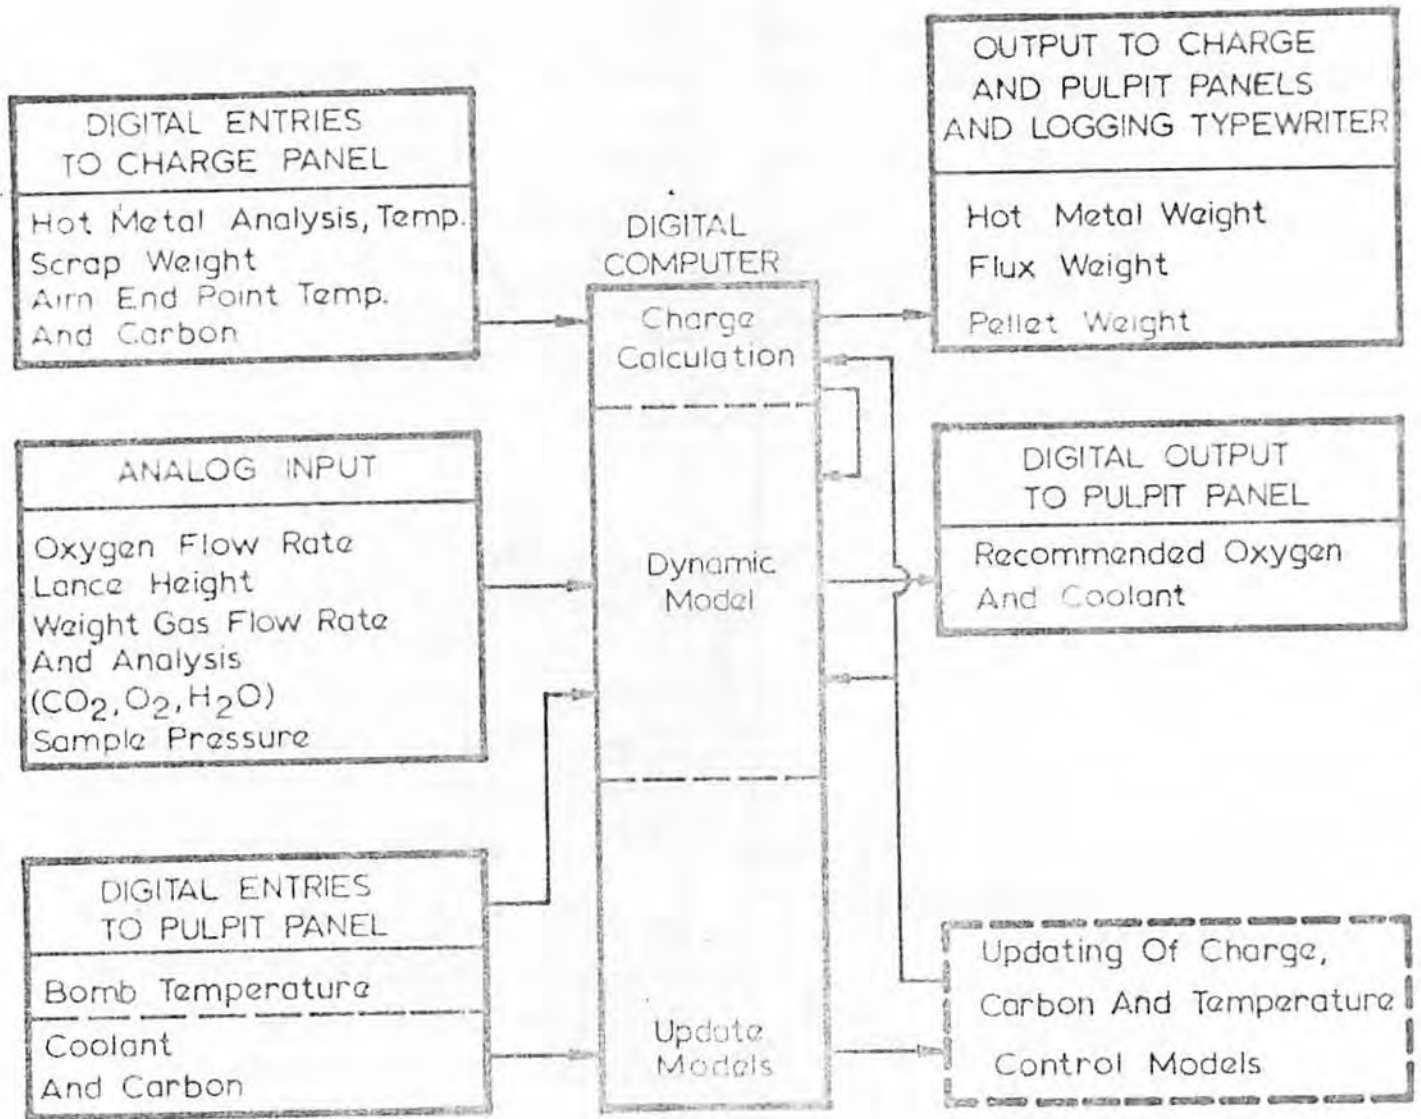 DIGITAL ENTRIES
TO CHARGE PANEL
Hot Metal Analysis, Temp.
Scrap Weight
Aim End Point Temp.
And Carbon
ANALOG INPUT
Oxygen Flow Rate
Lance Height
Weight Gas Flow Rate
And Analysis
(CO2, O2, H2O)
Sample Pressure
DIGITAL ENTRIES
TO PULPIT PANEL
Bomb Temperature
Coolant
And Carbon
DIGITAL
COMPUTER
Charge
Calculation
Dynamic
Model
Update
Models
OUTPUT TO CHARGE
AND PULPIT PANELS
AND LOGGING TYPEWRITER
Hot Metal Weight
Flux Weight
Pellet Weight
DIGITAL OUTPUT
TO PULPIT PANEL
Recommended Oxygen
And Coolant
Updating Of Charge,
Carbon And Temperature
Control Models